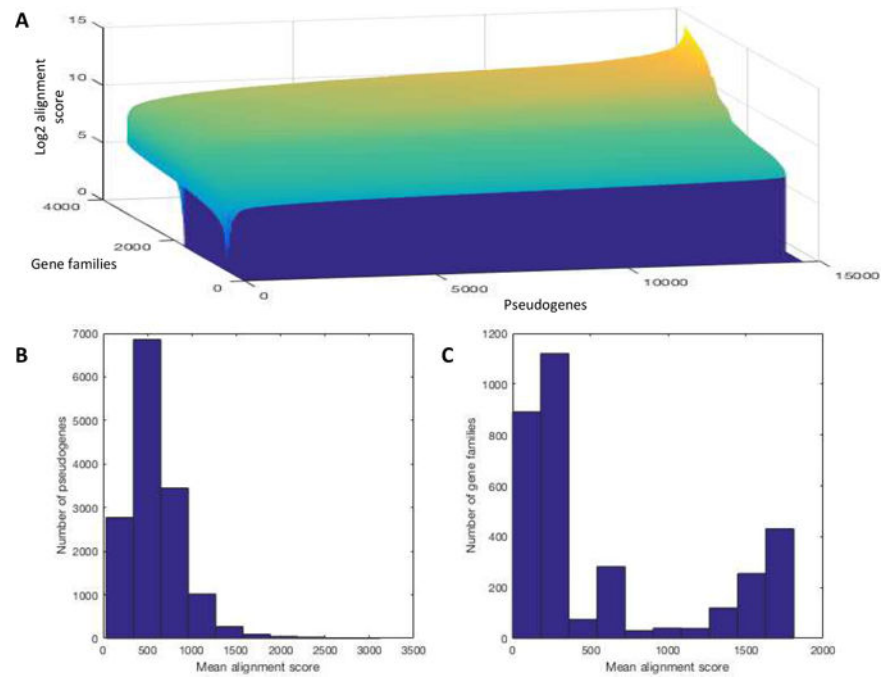 A
15
10
5
0
Log2 alignment
score
4000
2000
0
Gene families
0
5000
10000
15000
Pseudogenes
B
7000
6000
5000
4000
3000
2000
1000
0
Number of pseudogenes
0 500 1000 1500 2000 2500 3000 3500
Mean alignment score
C
1200
1000
800
600
400
200
0
Number of gene families
0 500 1000 1500 2000
Mean alignment score